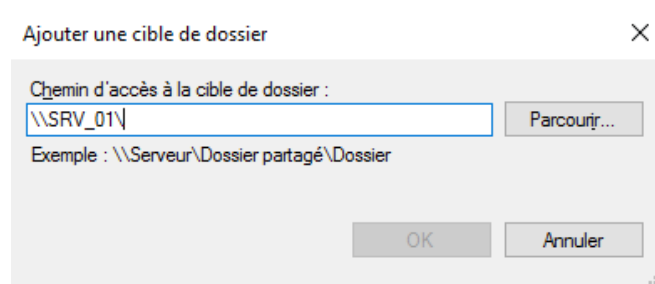 Ajouter une cible de dossier
Chemin d'accès à la cible de dossier :
\\SRV_01\
Parcourir...
Exemple : \\Serveur\Dossier partagé\Dossier
OK
Annuler